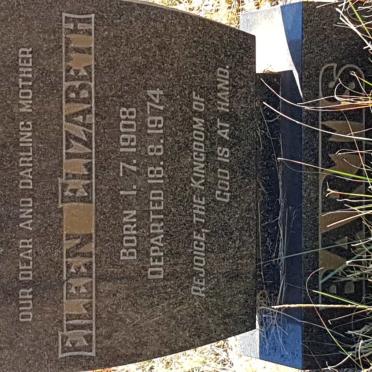 OUR DEAR AND DARLING MOTHER
EILEEN ELIZABETH
BORN 1. 7. 1908
DEPARTED 18. 8. 1974
REJOICE, THE KINGDOM OF
GOD IS AT HAND.
EVANS